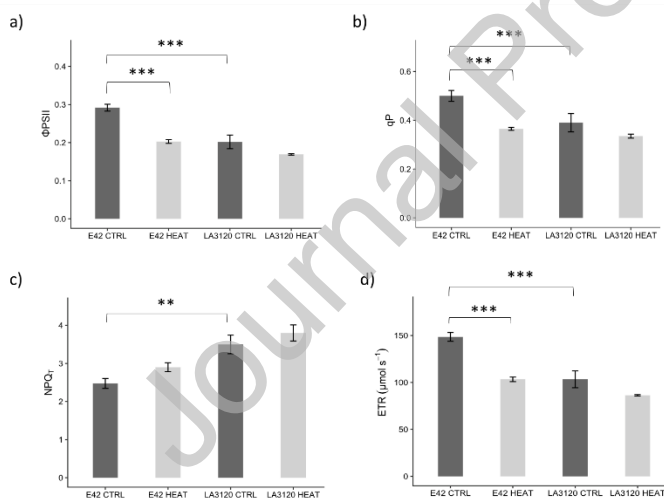 a)
***
***
ΦPSII
0.4
0.3
0.2
0.1
0.0
E42 CTRL E42 HEAT LA3120 CTRL LA3120 HEAT
b)
***
***
qP
0.6
0.4
0.2
0.0
E42 CTRL E42 HEAT LA3120 CTRL LA3120 HEAT
c)
**
NPQT
4
3
2
1
0
E42 CTRL E42 HEAT LA3120 CTRL LA3120 HEAT
d)
***
***
ETR (μmol s⁻¹)
150
100
50
0
E42 CTRL E42 HEAT LA3120 CTRL LA3120 HEAT
Journal Pr